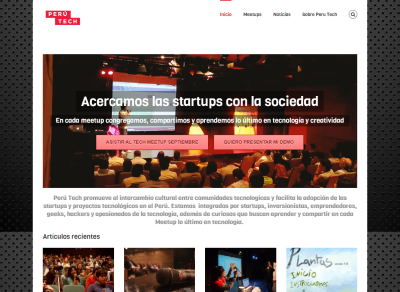 PERÚ
TECH
Inicio Meetups Noticias Sobre Peru Tech
Acercamos las startups con la sociedad
En cada meetup congregamos, compartimos y aprendemos lo último en tecnología y creatividad
ASISTIR AL TECH MEETUP SEPTIEMBRE QUIERO PRESENTAR MI DEMO
Perú Tech promueve el intercambio cultural entre comunidades tecnologicas y facilita la adopción de las
startups y proyectos tecnológicos en el Perú. Estamos integrados por startups, inversionistas, emprendedores,
geeks, hackers y apasionados de la tecnología, además de curiosos que buscan aprender y compartir en cada
Meetup lo último en tecnología.
Articulos recientes
Plantas
INICIO